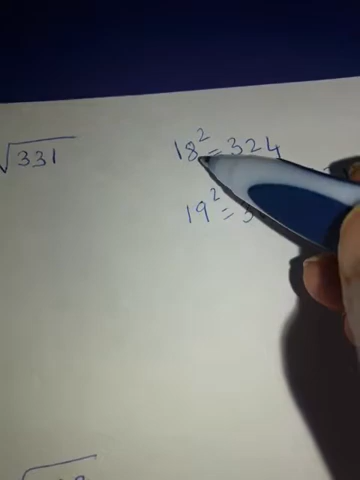 √331
18² = 324
19² = 3